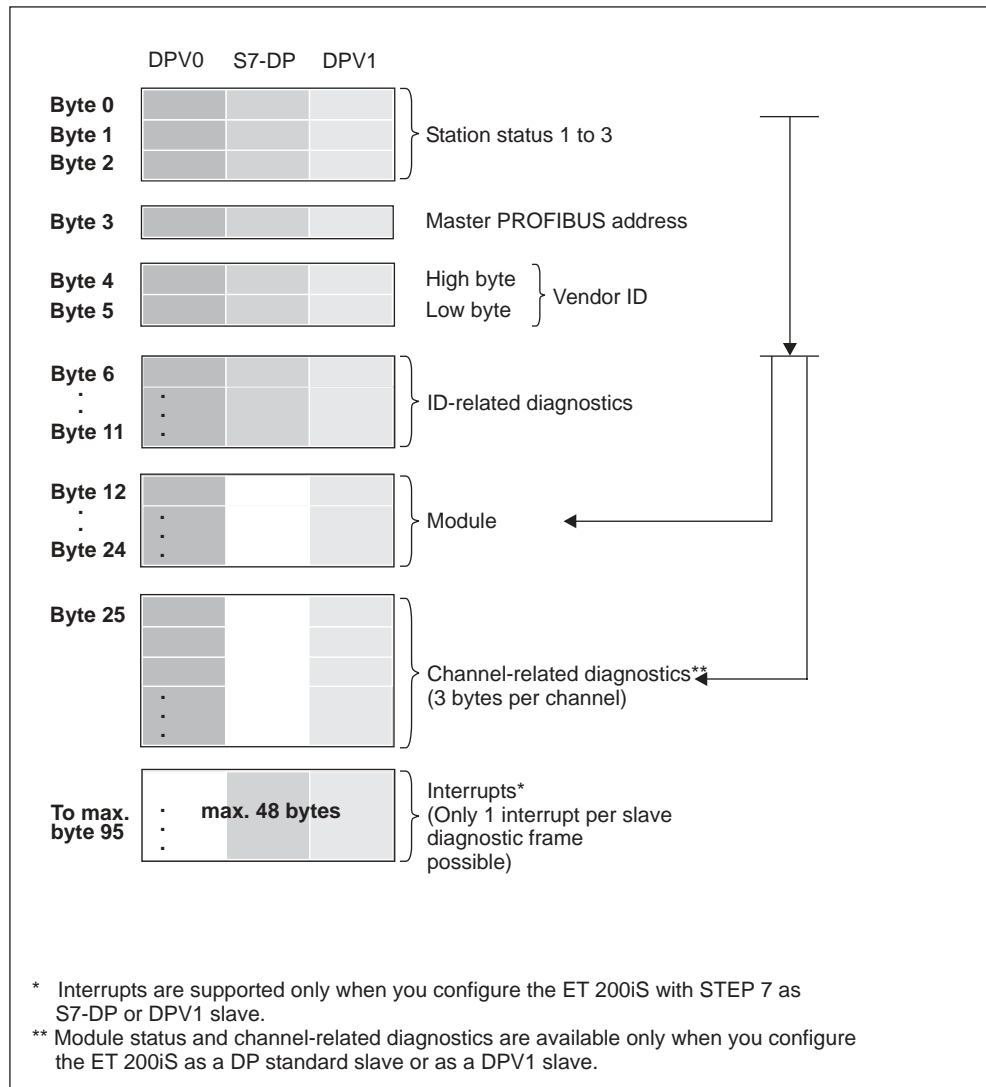 DPV0 S7-DP DPV1
Byte 0
Byte 1
Byte 2
Station status 1 to 3
Byte 3
Master PROFIBUS address
Byte 4
Byte 5
High byte
Low byte
Vendor ID
Byte 6
.
.
Byte 11
.
.
.
ID-related diagnostics
Byte 12
.
.
Byte 24
.
.
.
Module
Byte 25
.
.
.
Channel-related diagnostics**
(3 bytes per channel)
To max.
byte 95
.
.
.
max. 48 bytes
Interrupts*
(Only 1 interrupt per slave
diagnostic frame
possible)
* Interrupts are supported only when you configure the ET 200iS with STEP 7 as
S7-DP or DPV1 slave.
** Module status and channel-related diagnostics are available only when you configure
the ET 200iS as a DP standard slave or as a DPV1 slave.